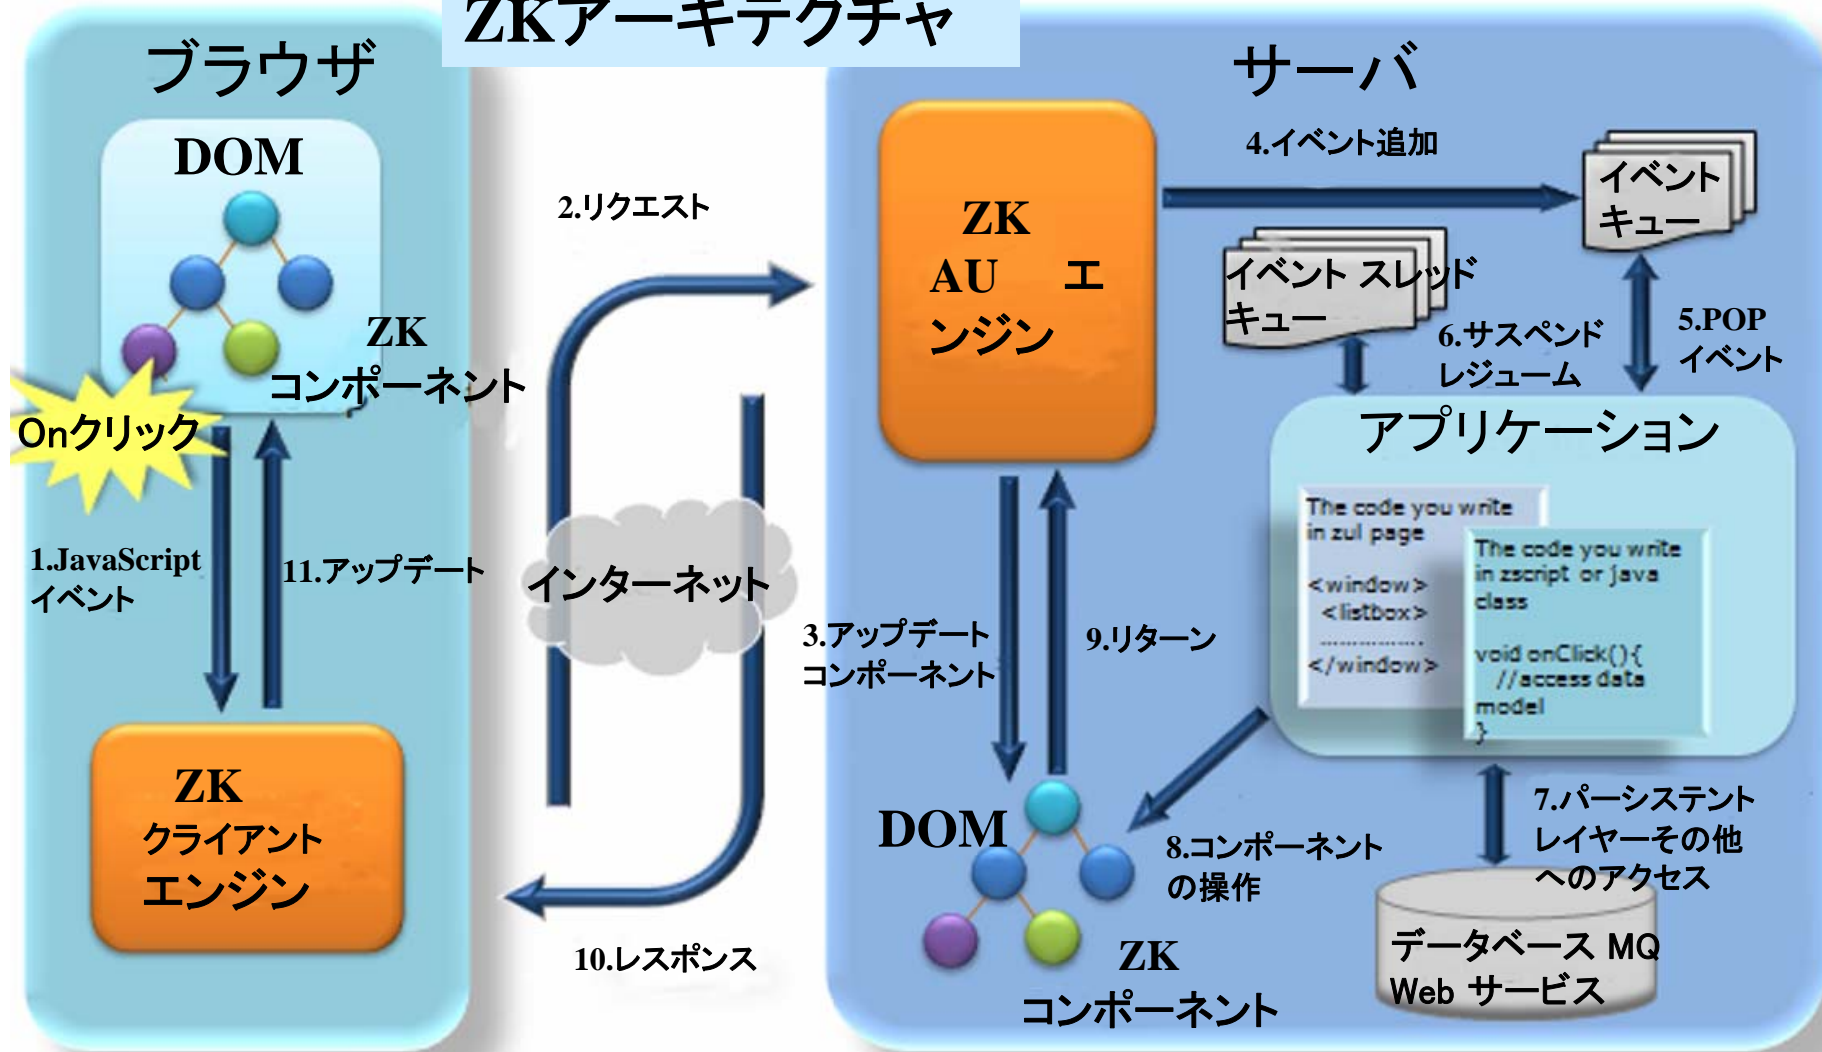 ZKアーキテクチャ
ブラウザ
DOM
ZK
コンポーネント
Onクリック
1.JavaScript
イベント
11.アップデート
ZK
クライアント
エンジン
2.リクエスト
インターネット
10.レスポンス
サーバ
ZK
AU エ
ンジン
4.イベント追加
イベント
キュー
イベント スレッド
キュー
6.サスペンド
レジューム
5.POP
イベント
アプリケーション
The code you write
in zul page
<window>
<listbox>
...............
</window>
The code you write
in zscript or java
class
void onClick(){
//access data
model
}
3.アップデート
コンポーネント
9.リターン
DOM
ZK
コンポーネント
8.コンポーネント
の操作
7.パーシステント
レイヤーその他
へのアクセス
データベース MQ
Web サービス